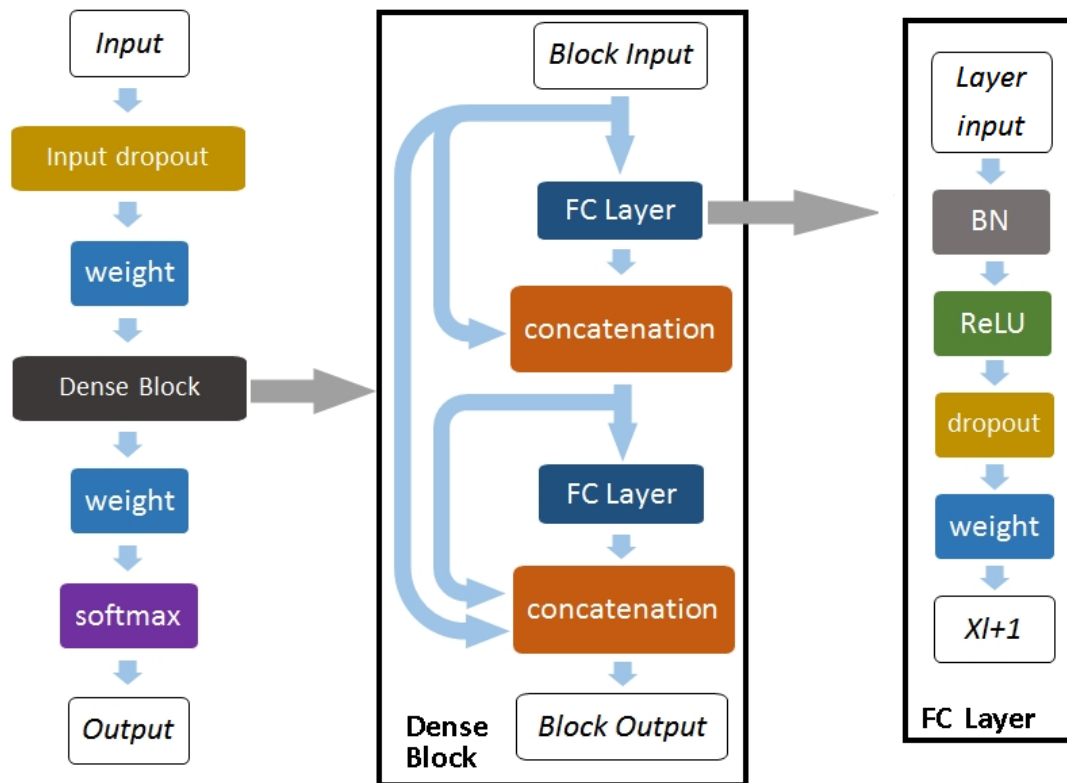 Input
Input dropout
weight
Dense Block
weight
softmax
Output
Block Input
FC Layer
concatenation
FC Layer
concatenation
Block Output
Dense
Block
Layer
input
BN
ReLU
dropout
weight
Xl+1
FC Layer